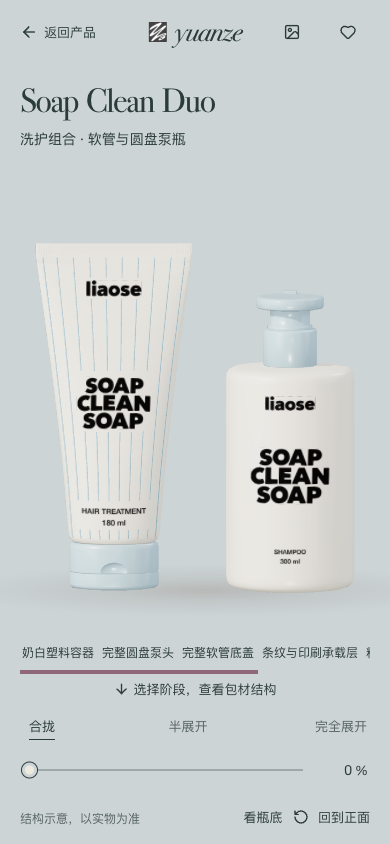 返回产品
yuanze
Soap Clean Duo
洗护组合 · 软管与圆盘泵瓶
liaose
SOAP
CLEAN
SOAP
HAIR TREATMENT
180 ml
liaose
SOAP
CLEAN
SOAP
SHAMPOO
300 ml
奶白塑料容器 完整圆盘泵头 完整软管底盖 条纹与印刷承载层
选择阶段，查看包材结构
合拢 半展开 完全展开
0 %
结构示意，以实物为准 看瓶底 回到正面